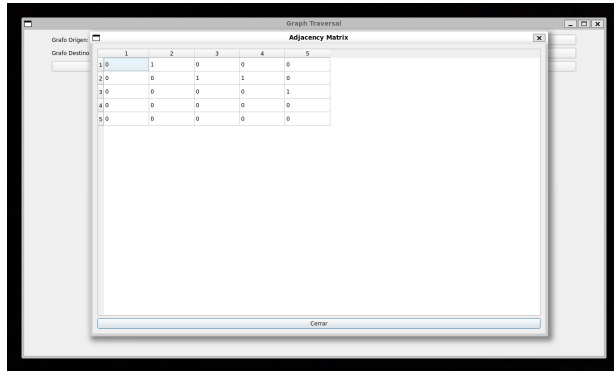 Graph Traversal
Adjacency Matrix
Grafo Origen:
Grafo Destino
1 2 3 4 5
1 0 1 0 0 0
2 0 0 1 1 0
3 0 0 0 0 1
4 0 0 0 0 0
5 0 0 0 0 0
Cerrar